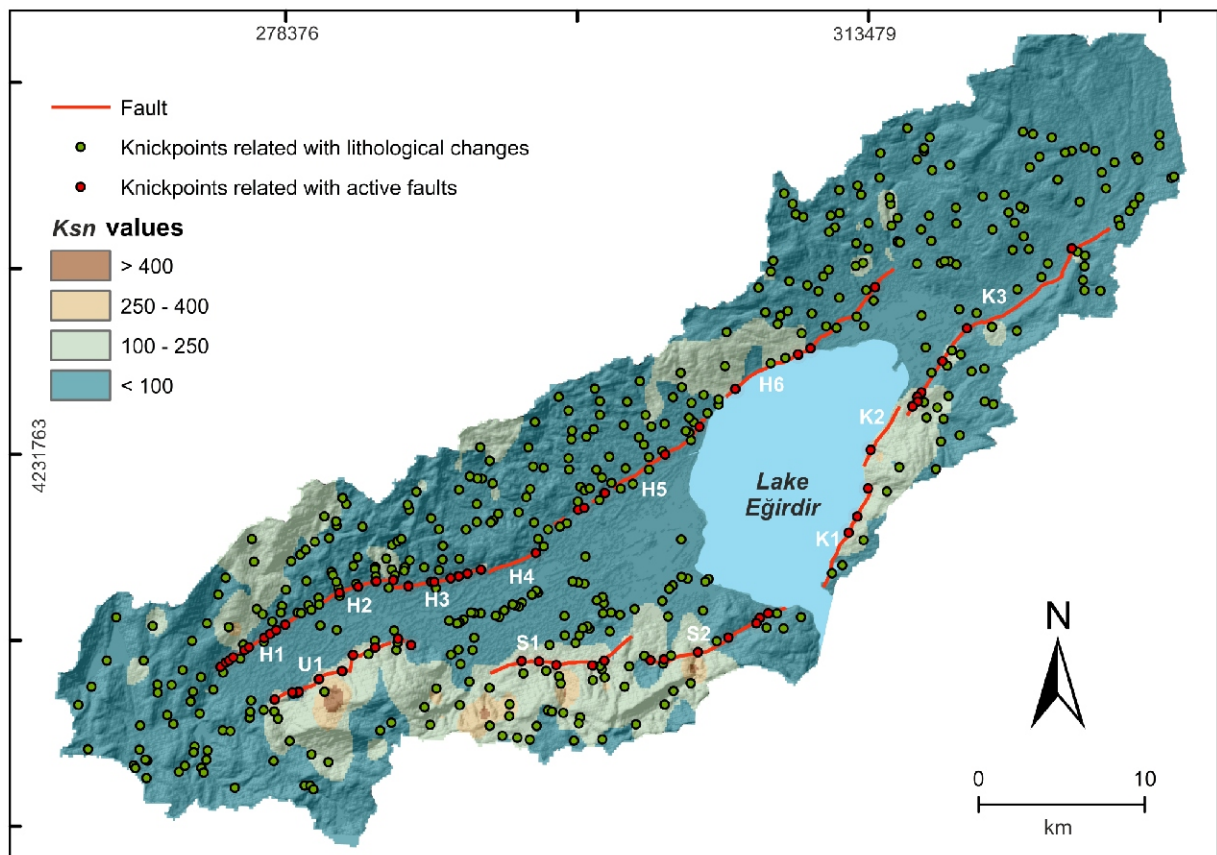 278376
313479
4231763
Fault
Knickpoints related with lithological changes
Knickpoints related with active faults
Ksn values
> 400
250 - 400
100 - 250
< 100
K3
H6
K2
H5
Lake
Eğirdir
K1
H4
H2
H3
H1
S1
S2
U1
N
0 10
km